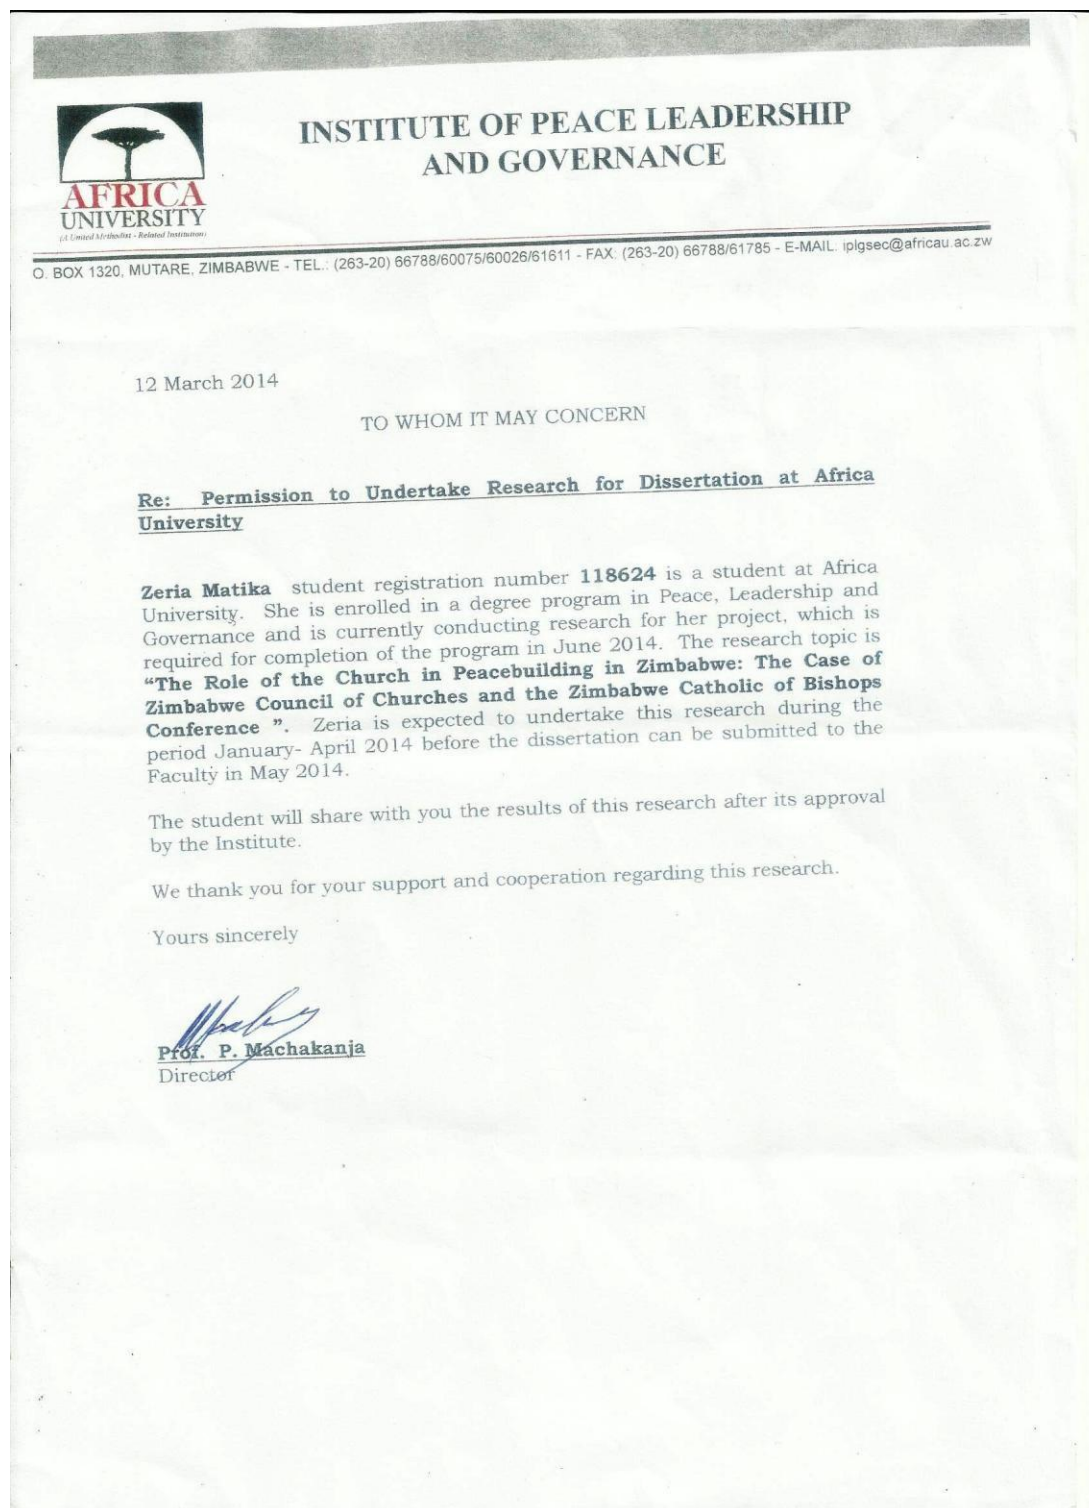 INSTITUTE OF PEACE LEADERSHIP
AND GOVERNANCE
AFRICA
UNIVERSITY
(A United Methodist - Related Institution)
O. BOX 1320, MUTARE, ZIMBABWE - TEL.: (263-20) 66788/60075/60026/61611 - FAX: (263-20) 66788/61785 - E-MAIL: iplgsec@africau.ac.zw
12 March 2014
TO WHOM IT MAY CONCERN
Re: Permission to Undertake Research for Dissertation at Africa
University
Zeria Matika student registration number 118624 is a student at Africa
University. She is enrolled in a degree program in Peace, Leadership and
Governance and is currently conducting research for her project, which is
required for completion of the program in June 2014. The research topic is
“The Role of the Church in Peacebuilding in Zimbabwe: The Case of
Zimbabwe Council of Churches and the Zimbabwe Catholic of Bishops
Conference ”. Zeria is expected to undertake this research during the
period January- April 2014 before the dissertation can be submitted to the
Faculty in May 2014.
The student will share with you the results of this research after its approval
by the Institute.
We thank you for your support and cooperation regarding this research.
Yours sincerely
Prof. P. Machakanja
Director